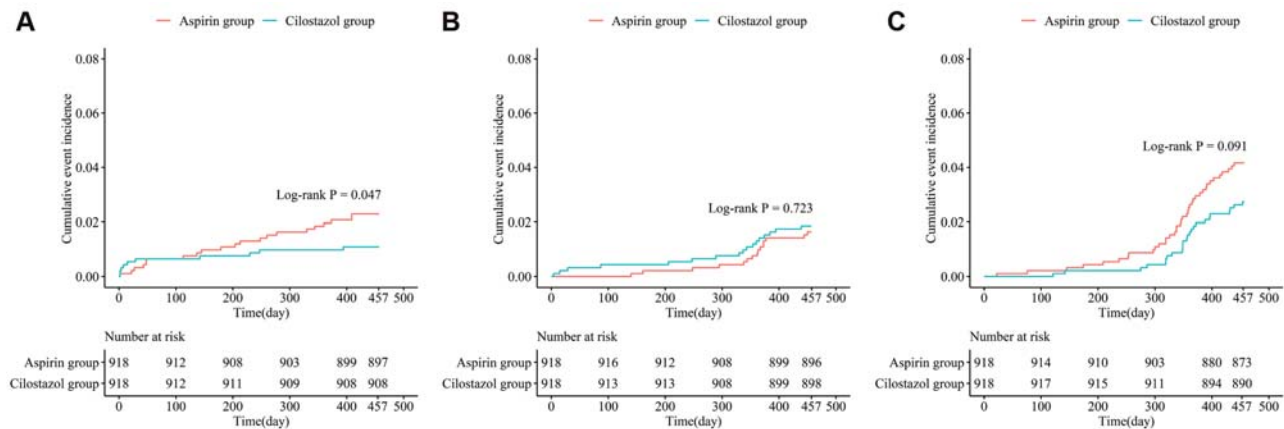 A
Aspirin group Cilostazol group
0.08
0.06
0.04
0.02
0.00
Cumulative event incidence
Log-rank P = 0.047
0 100 200 300 400 457 500
Time(day)
Number at risk
Aspirin group 918 912 908 903 899 897
Cilostazol group 918 912 911 909 908 908
0 100 200 300 400 457 500
Time(day)
B
Aspirin group Cilostazol group
0.08
0.06
0.04
0.02
0.00
Cumulative event incidence
Log-rank P = 0.723
0 100 200 300 400 457 500
Time(day)
Number at risk
Aspirin group 918 916 912 908 899 896
Cilostazol group 918 913 913 908 899 898
0 100 200 300 400 457 500
Time(day)
C
Aspirin group Cilostazol group
0.08
0.06
0.04
0.02
0.00
Cumulative event incidence
Log-rank P = 0.091
0 100 200 300 400 457 500
Time(day)
Number at risk
Aspirin group 918 914 910 903 880 873
Cilostazol group 918 917 915 911 894 890
0 100 200 300 400 457 500
Time(day)